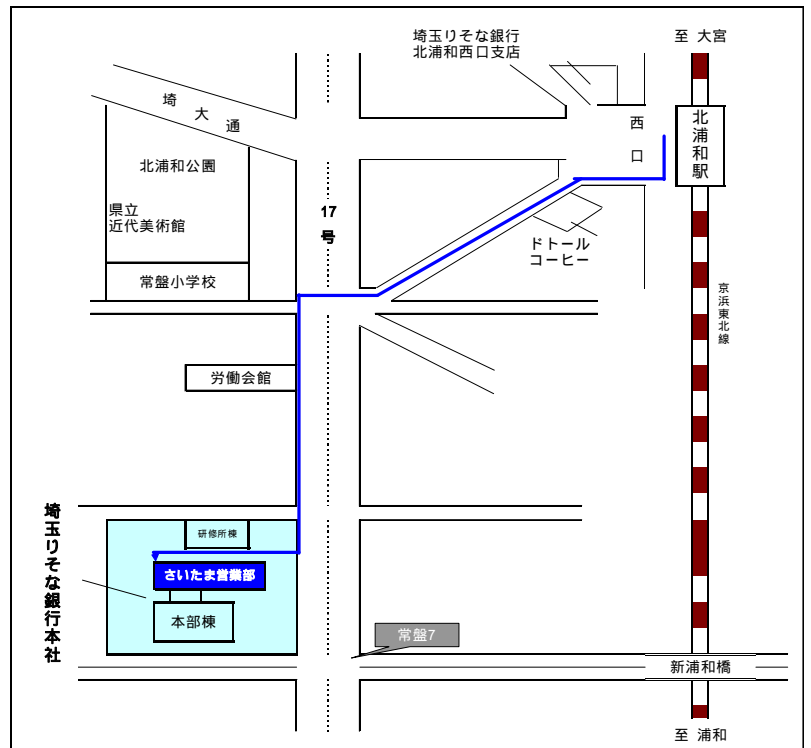 埼玉りそな銀行
北浦和西口支店
至 大宮
埼大通
西口
北浦和駅
北浦和公園
県立
近代美術館
17号
ドトール
コーヒー
常盤小学校
京浜東北線
労働会館
埼玉りそな銀行本社
研修所棟
さいたま営業部
本部棟
常盤7
新浦和橋
至 浦和